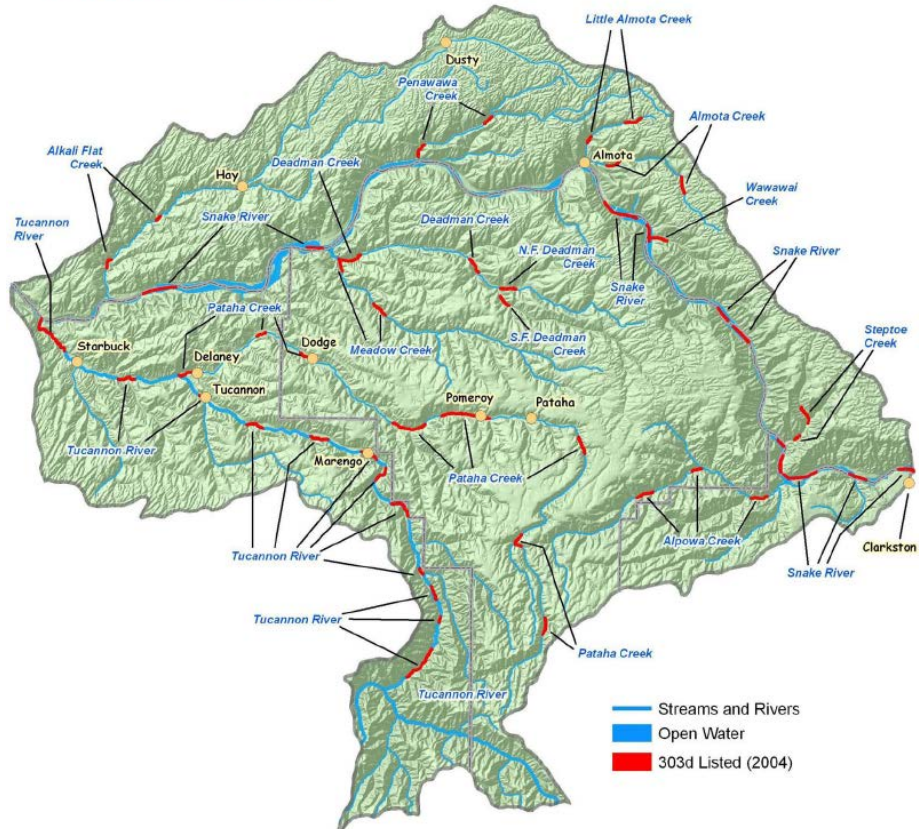 Little Almota Creek
Dusty
Penawawa
Creek
Almota Creek
Alkali Flat
Creek
Deadman Creek
Almota
Hay
Wawawai
Creek
Tucannon
River
Snake River
Deadman Creek
N.F. Deadman
Creek
Snake
River
Snake River
Pataha Creek
Starbuck
Delaney
Dodge
Meadow Creek
S.F. Deadman
Creek
Steptoe
Creek
Tucannon
Pomeroy
Pataha
Tucannon River
Marengo
Pataha Creek
Alpowa Creek
Clarkston
Tucannon River
Snake River
Tucannon River
Pataha Creek
Tucannon River
Streams and Rivers
Open Water
303d Listed (2004)